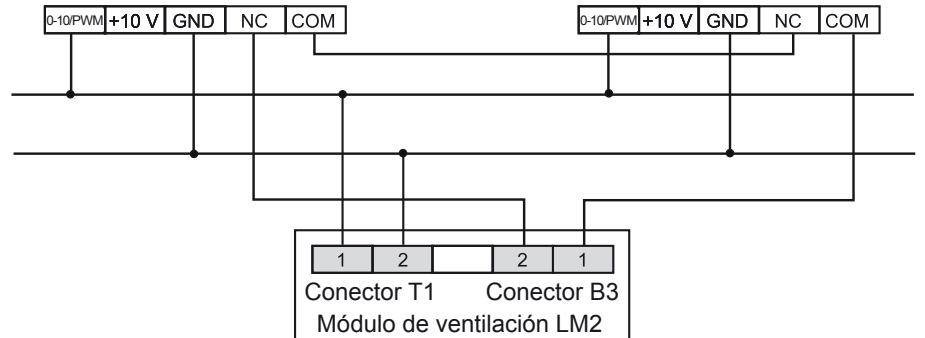 0-10/PWM +10 V GND NC COM 0-10/PWM +10 V GND NC COM
1 2 2 1
Conector T1 Conector B3
Módulo de ventilación LM2